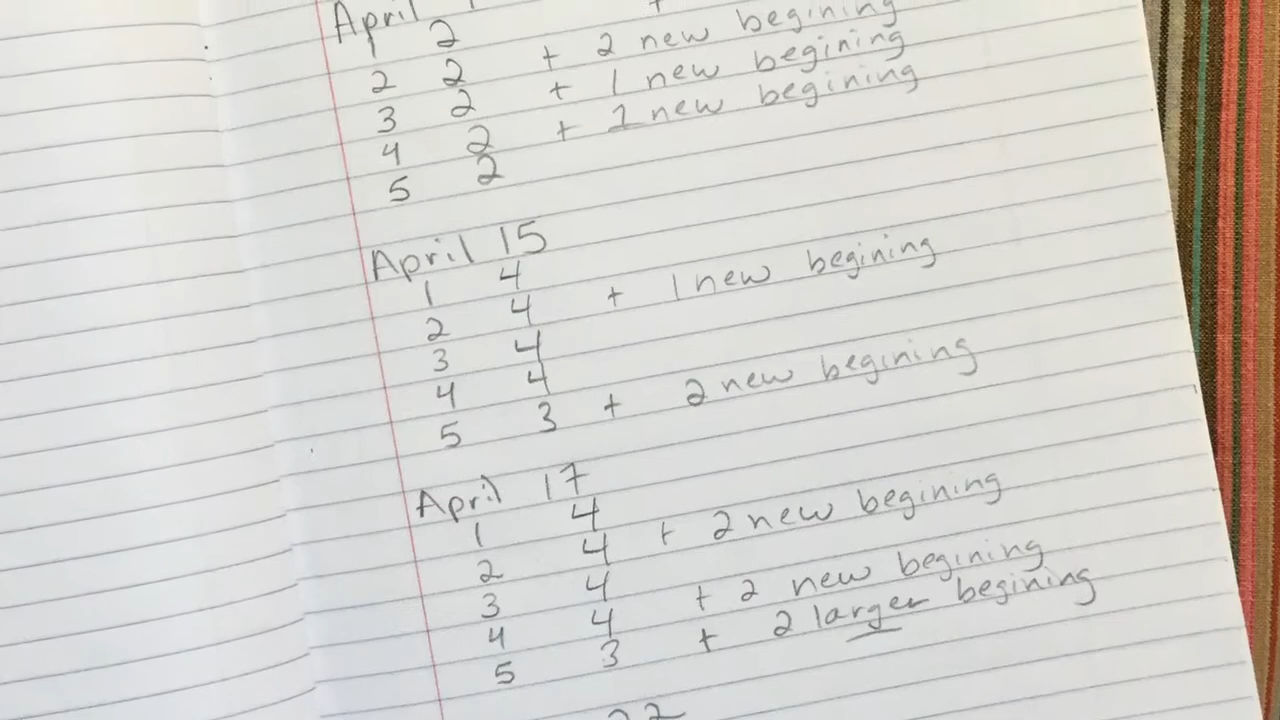 April
1 2
2 2 + 2 new begining
3 2 + 1 new begining
4 2 + 2 new begining
5 2
April 15
1 4
2 4 + 1 new begining
3 4
4 4
5 3 + 2 new begining
April 17
1 4
2 4 + 2 new begining
3 4
4 4 + 2 new begining
5 3 + 2 larger begining